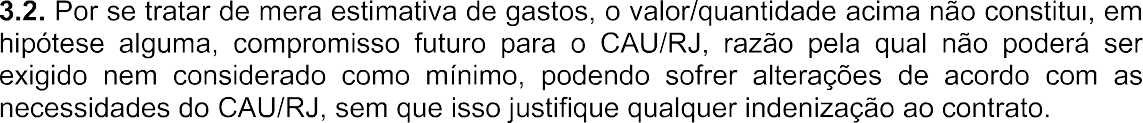 3.2. Por se tratar de mera estimativa de gastos, o valor/quantidade acima não constitui, em
hipótese alguma, compromisso futuro para o CAU/RJ, razão pela qual não poderá ser
exigido nem considerado como mínimo, podendo sofrer alterações de acordo com as
necessidades do CAU/RJ, sem que isso justifique qualquer indenização ao contrato.